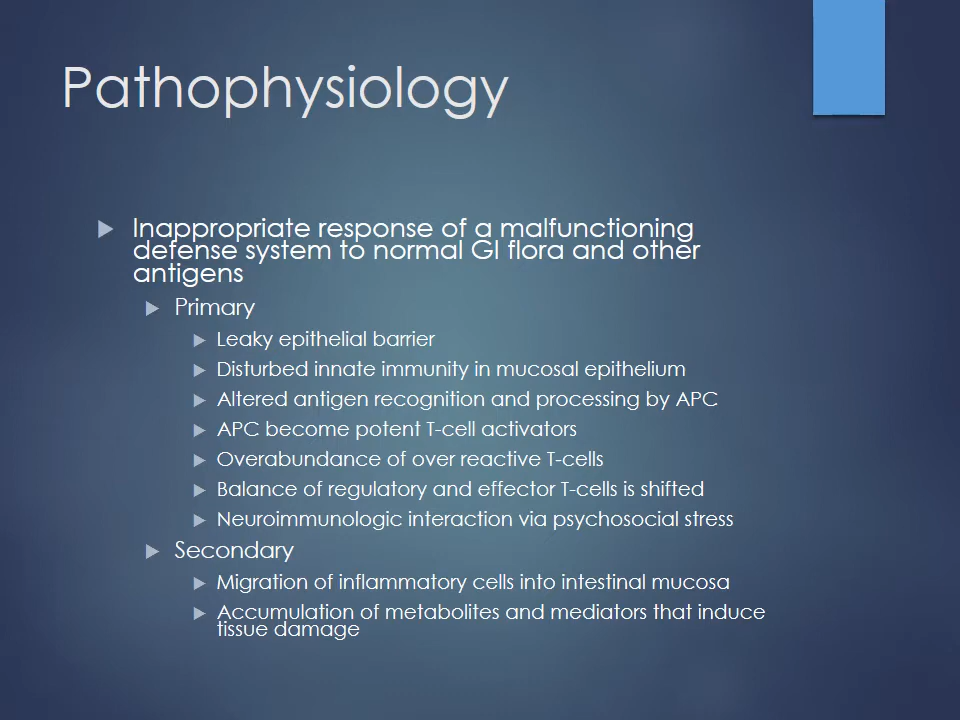 Pathophysiology
Inappropriate response of a malfunctioning
defense system to normal GI flora and other
antigens
Primary
Leaky epithelial barrier
Disturbed innate immunity in mucosal epithelium
Altered antigen recognition and processing by APC
APC become potent T-cell activators
Overabundance of over reactive T-cells
Balance of regulatory and effector T-cells is shifted
Neuroimmunologic interaction via psychosocial stress
Secondary
Migration of inflammatory cells into intestinal mucosa
Accumulation of metabolites and mediators that induce
tissue damage